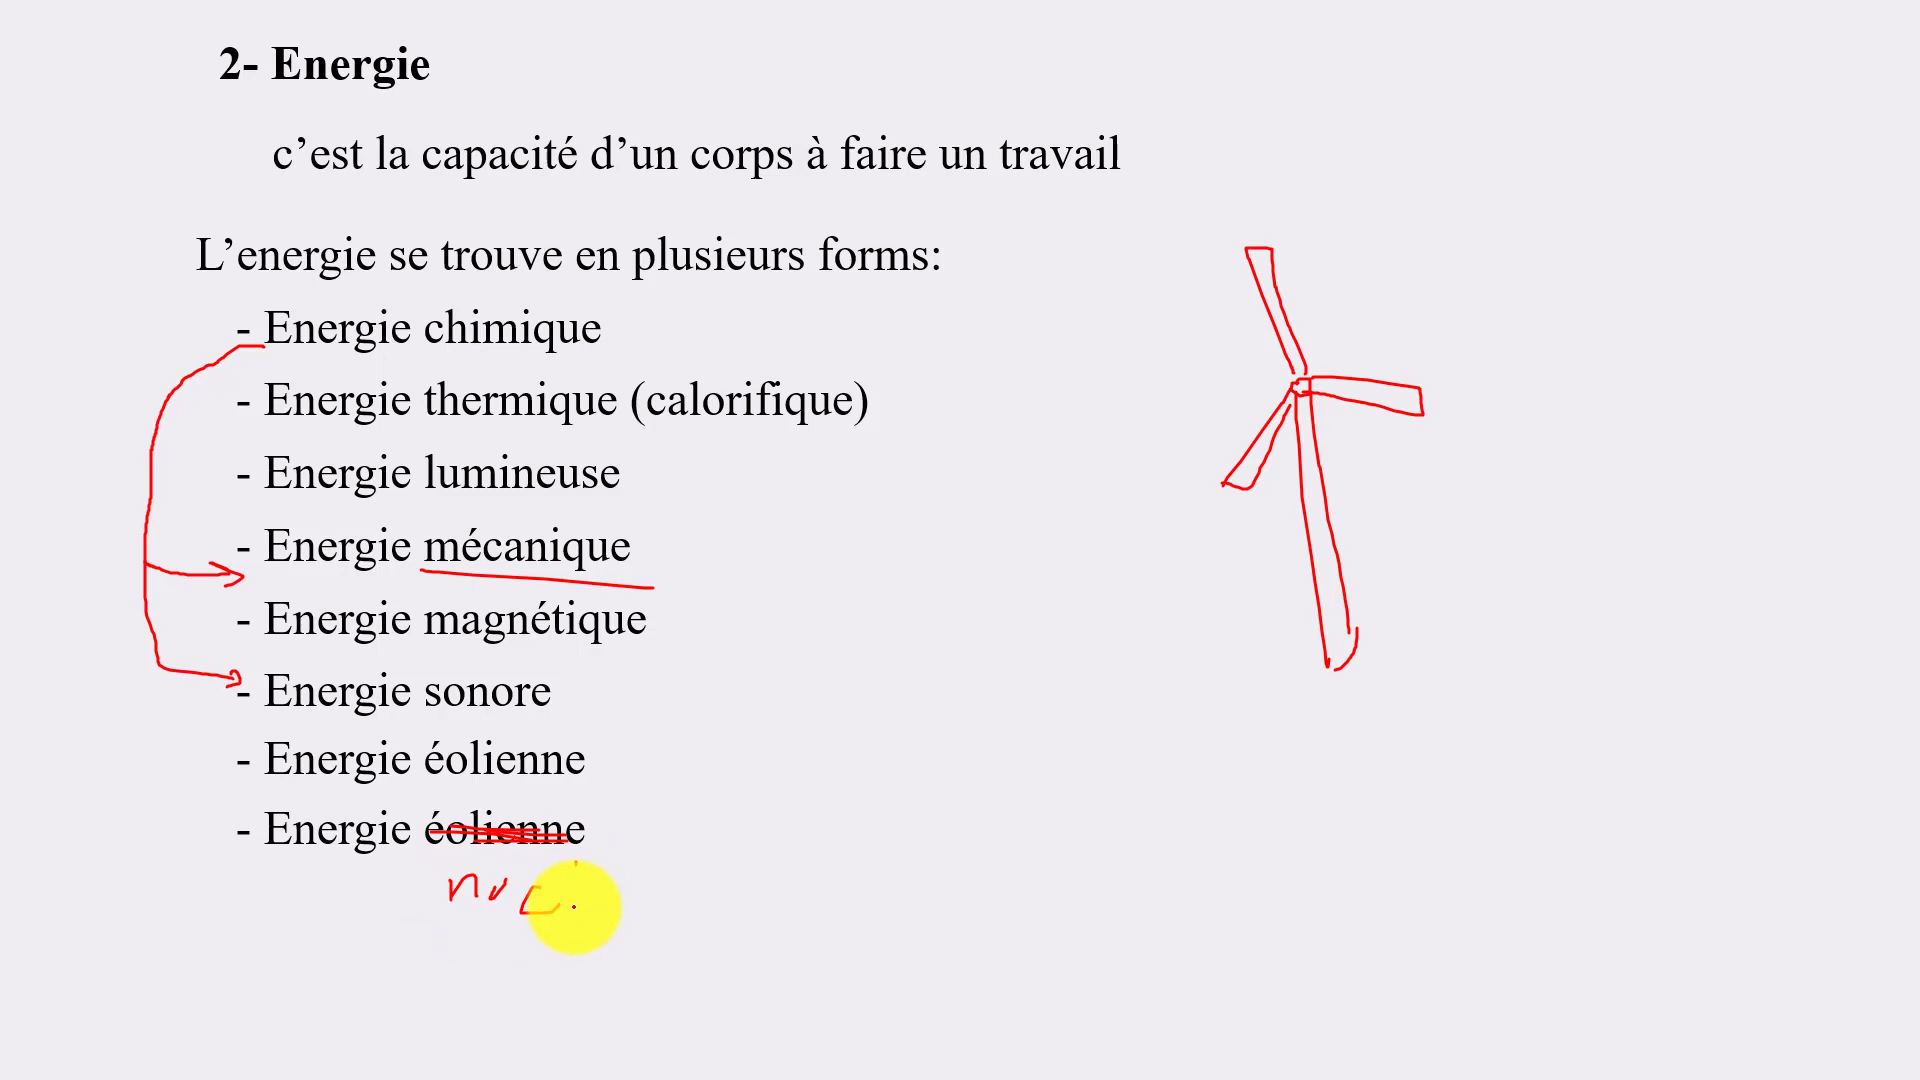 2- Energie
c’est la capacité d’un corps à faire un travail
L’energie se trouve en plusieurs forms:
- Energie chimique
- Energie thermique (calorifique)
- Energie lumineuse
- Energie mécanique
- Energie magnétique
- Energie sonore
- Energie éolienne
- Energie éolienne
nuc